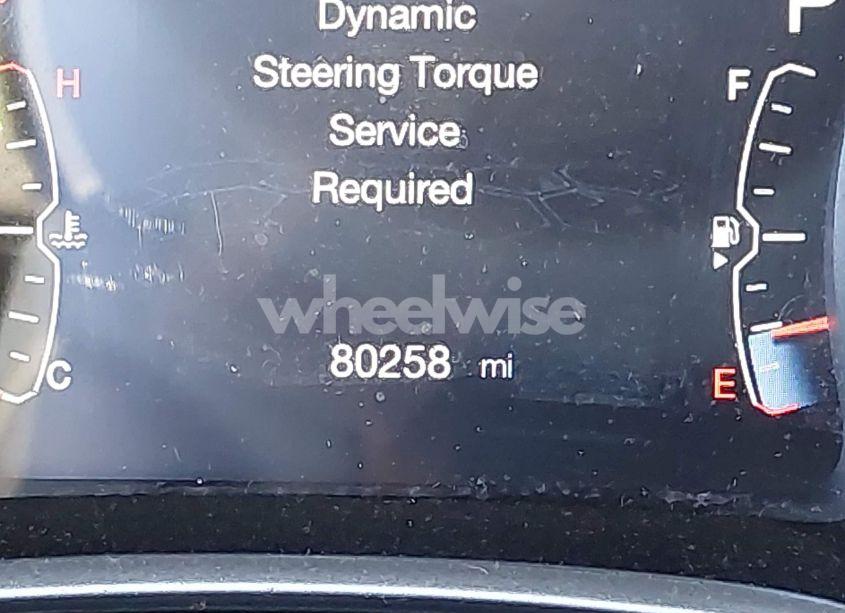 P
Dynamic
Steering Torque
Service
Required
H
F
wheelwise
80258 mi
C
E